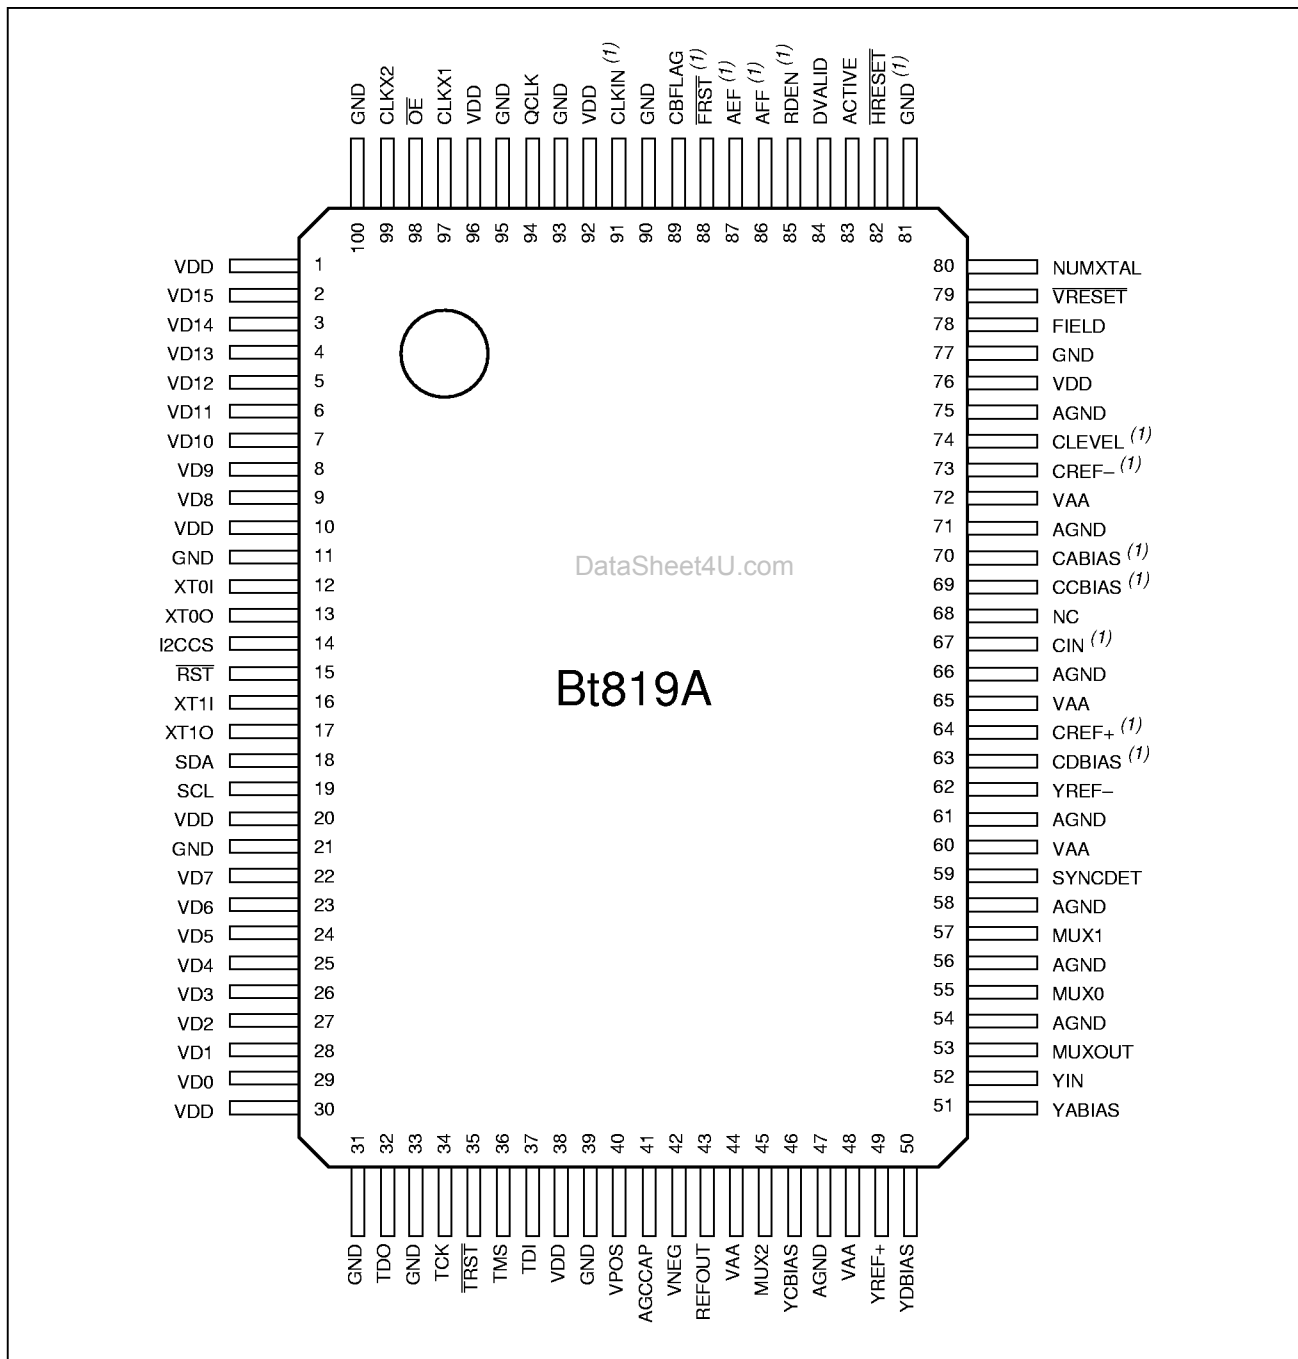 GND CLKX2 OE CLKX1 VDD GND QCLK GND VDD CLKIN (1) GND CBFLAG FRST (1) AEF (1) AFF (1) RDEN (1) DVALID ACTIVE HRESET GND (1)
100 99 98 97 96 95 94 93 92 91 90 89 88 87 86 85 84 83 82 81
VDD 1 80 NUMXTAL
VD15 2 79 VRESET
VD14 3 78 FIELD
VD13 4 77 GND
VD12 5 76 VDD
VD11 6 75 AGND
VD10 7 74 CLEVEL (1)
VD9 8 73 CREF– (1)
VD8 9 72 VAA
VDD 10 71 AGND
GND 11 70 CABIAS (1)
DataSheet4U.com
XT0I 12 69 CCBIAS (1)
XT0O 13 68 NC
I2CCS 14 67 CIN (1)
RST 15 66 AGND
Bt819A
XT1I 16 65 VAA
XT1O 17 64 CREF+ (1)
SDA 18 63 CDBIAS (1)
SCL 19 62 YREF–
VDD 20 61 AGND
GND 21 60 VAA
VD7 22 59 SYNCDET
VD6 23 58 AGND
VD5 24 57 MUX1
VD4 25 56 AGND
VD3 26 55 MUX0
VD2 27 54 AGND
VD1 28 53 MUXOUT
VD0 29 52 YIN
VDD 30 51 YABIAS
31 32 33 34 35 36 37 38 39 40 41 42 43 44 45 46 47 48 49 50
GND TDO GND TCK TRST TMS TDI VDD GND VPOS AGCCAP VNEG REFOUT VAA MUX2 YCBIAS AGND VAA YREF+ YDBIAS